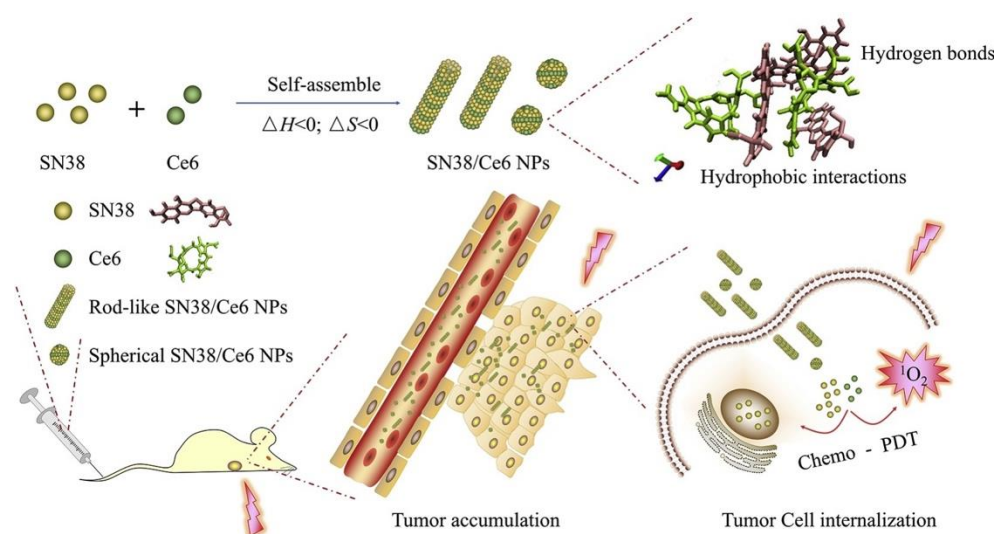 SN38
+
Ce6
Self-assemble
△H<0; △S<0
SN38/Ce6 NPs
Hydrogen bonds
Hydrophobic interactions
SN38
Ce6
Rod-like SN38/Ce6 NPs
Spherical SN38/Ce6 NPs
Tumor accumulation
¹O₂
Chemo - PDT
Tumor Cell internalization